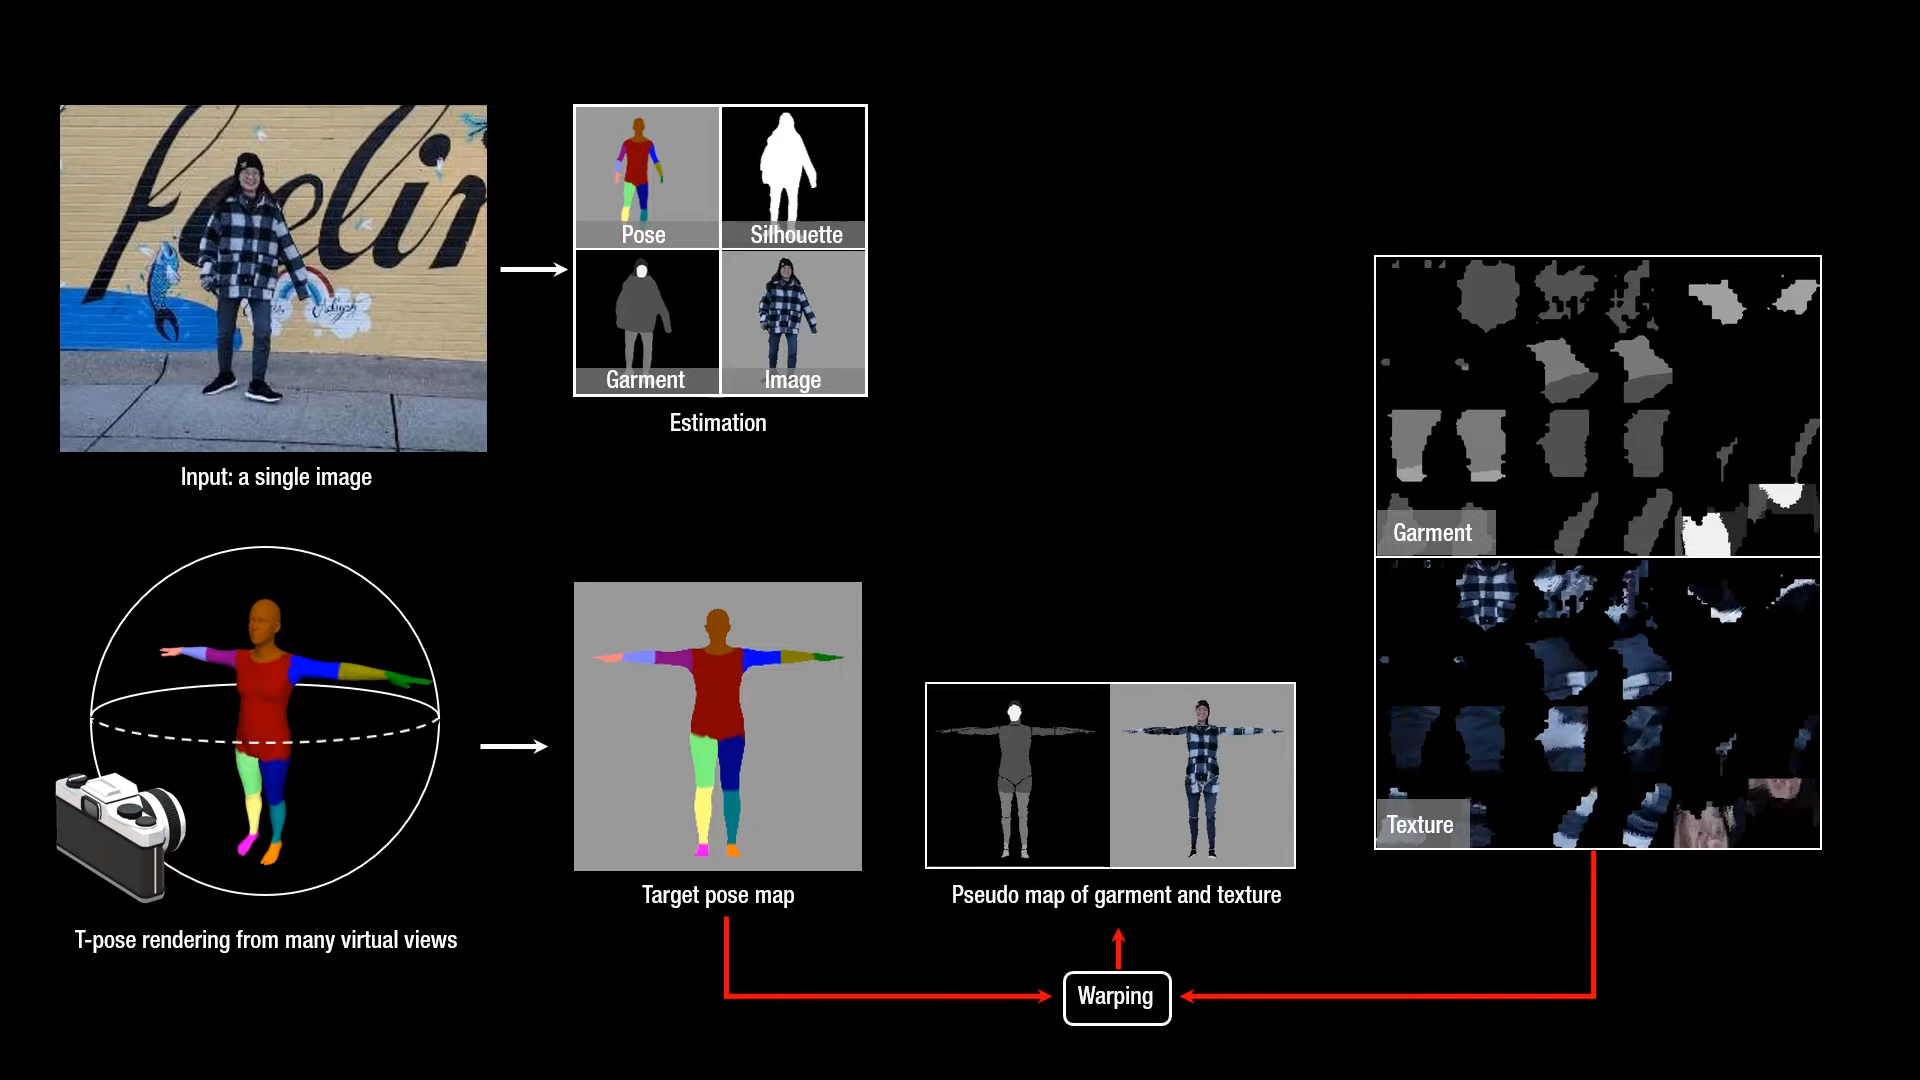 feelin
Pose
Silhouette
Garment
Image
Estimation
Input: a single image
Garment
Texture
Target pose map
Pseudo map of garment and texture
T-pose rendering from many virtual views
Warping